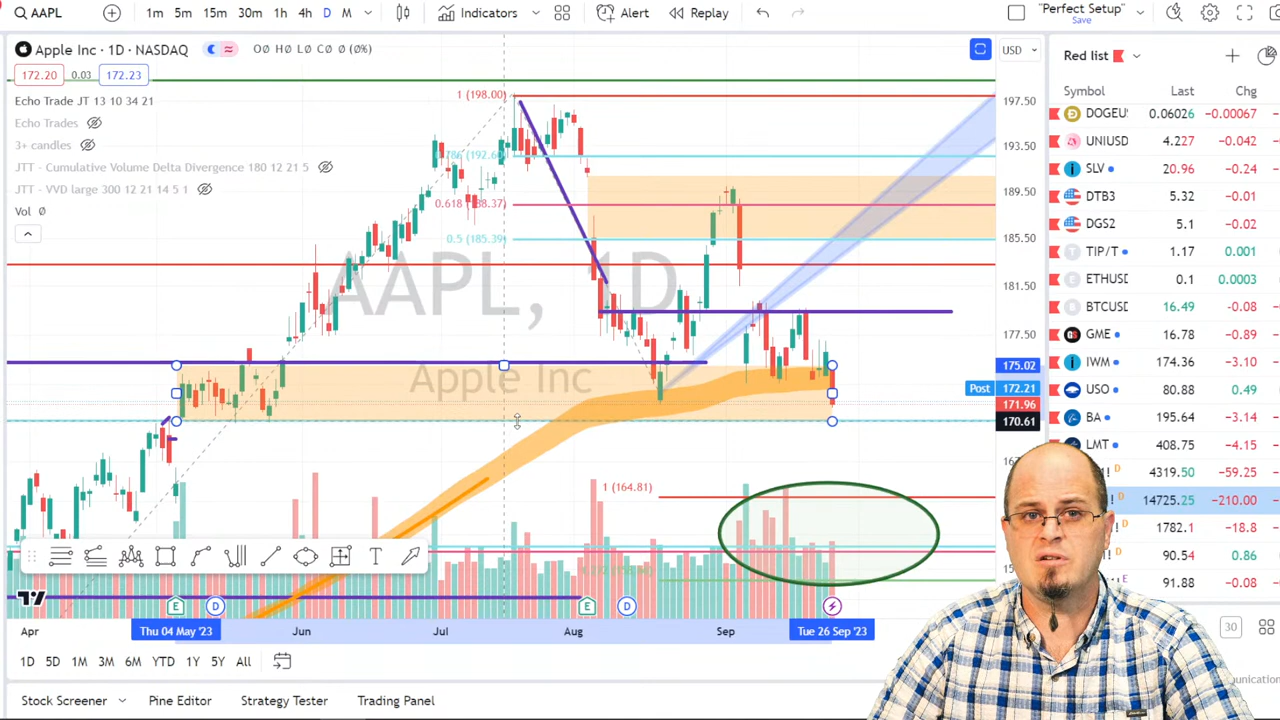 AAPL
1m 5m 15m 30m 1h 4h D M
Indicators
Alert
Replay
"Perfect Setup"
Save
Apple Inc · 1D · NASDAQ
O Ø H Ø L Ø C Ø Ø (0%)
USD
172.20 0.03 172.23
Echo Trade JT 13 10 34 21
Echo Trades
3+ candles
JTT - Cumulative Volume Delta Divergence 180 12 21 5
JTT - VVD large 300 12 21 14 5 1
Vol Ø
1 (198.00)
0.618
0.5 (185.39)
1 (164.81)
AAPL, 1D
Apple Inc
197.50
193.50
189.50
185.50
181.50
177.50
175.02
Post 172.21
171.96
170.61
Apr
Thu 04 May '23
Jun
Jul
Aug
Sep
Tue 26 Sep '23
E D E D
T
1D 5D 1M 3M 6M YTD 1Y 5Y All
Stock Screener
Pine Editor
Strategy Tester
Trading Panel
Red list
Symbol Last Chg
DOGEU 0.06026 -0.00067
UNIUSD 4.227 -0.042
SLV 20.96 -0.24
DTB3 5.32 -0.01
DGS2 5.1 -0.02
TIP/T 1.17 0.001
ETHUSD 0.1 0.0003
BTCUSD 16.49 -0.08
GME 16.78 -0.89
IWM 174.36 -3.10
USO 80.88 0.49
BA 195.64 -3.14
LMT 408.75 -4.15
1! D 4319.50 -59.25
! D 14725.25 -210.00
D 1782.1 -18.8
D 90.54 0.86
E 91.88 -0.08
30